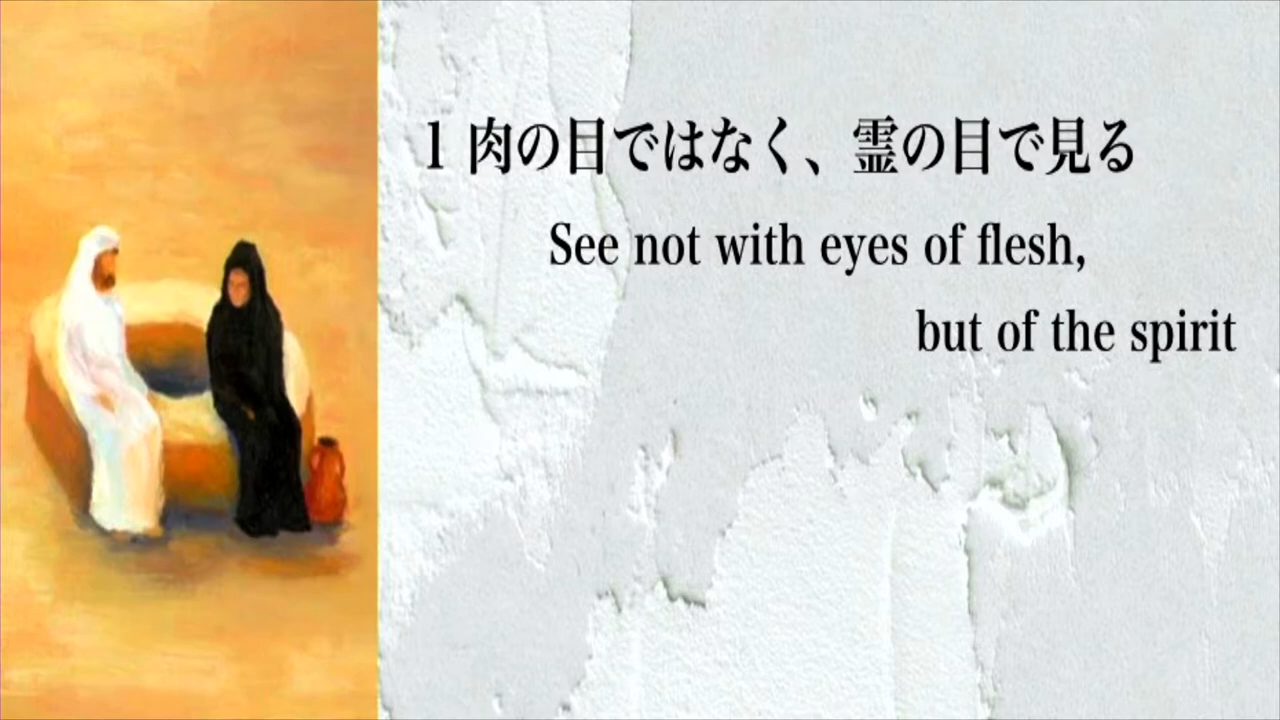 1 肉の目ではなく、霊の目で見る
See not with eyes of flesh,
but of the spirit